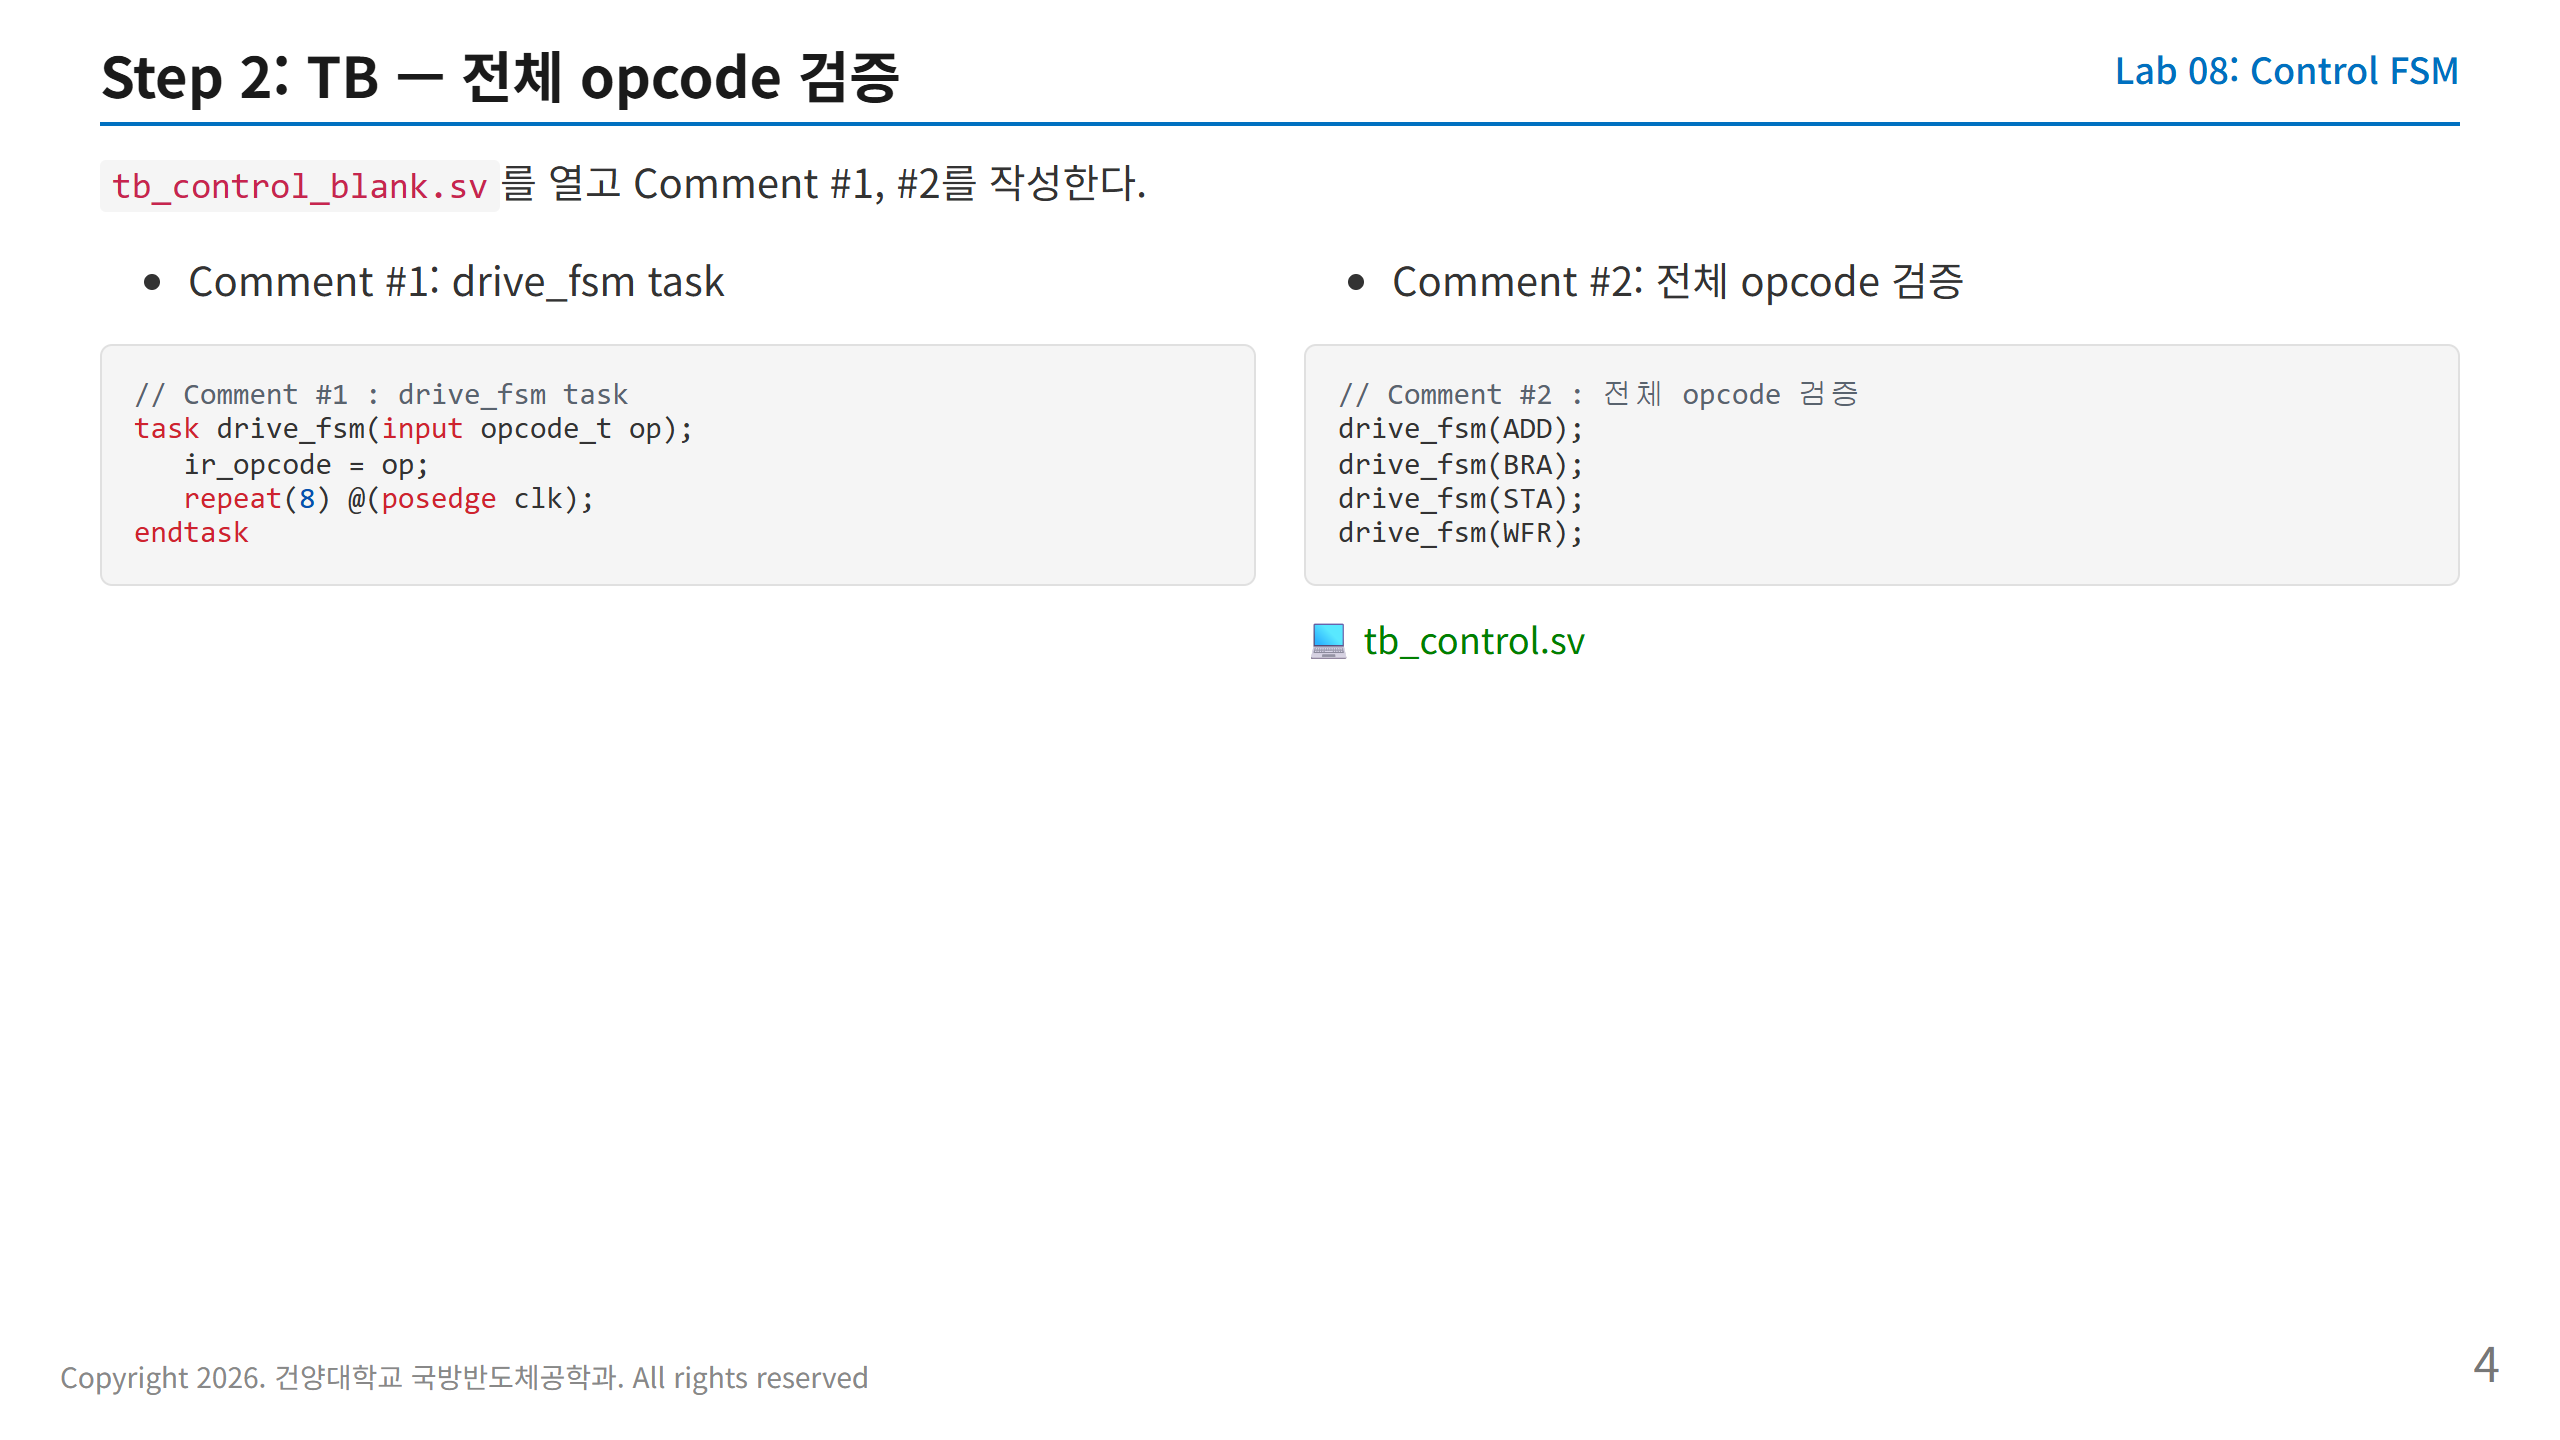 Step 2: TB — 전체 opcode 검증
Lab 08: Control FSM
tb_control_blank.sv를 열고 Comment #1, #2를 작성한다.
• Comment #1: drive_fsm task
// Comment #1 : drive_fsm task
task drive_fsm(input opcode_t op);
   ir_opcode = op;
   repeat(8) @(posedge clk);
endtask
• Comment #2: 전체 opcode 검증
// Comment #2 : 전체 opcode 검증
drive_fsm(ADD);
drive_fsm(BRA);
drive_fsm(STA);
drive_fsm(WFR);
💻 tb_control.sv
Copyright 2026. 건양대학교 국방반도체공학과. All rights reserved
4